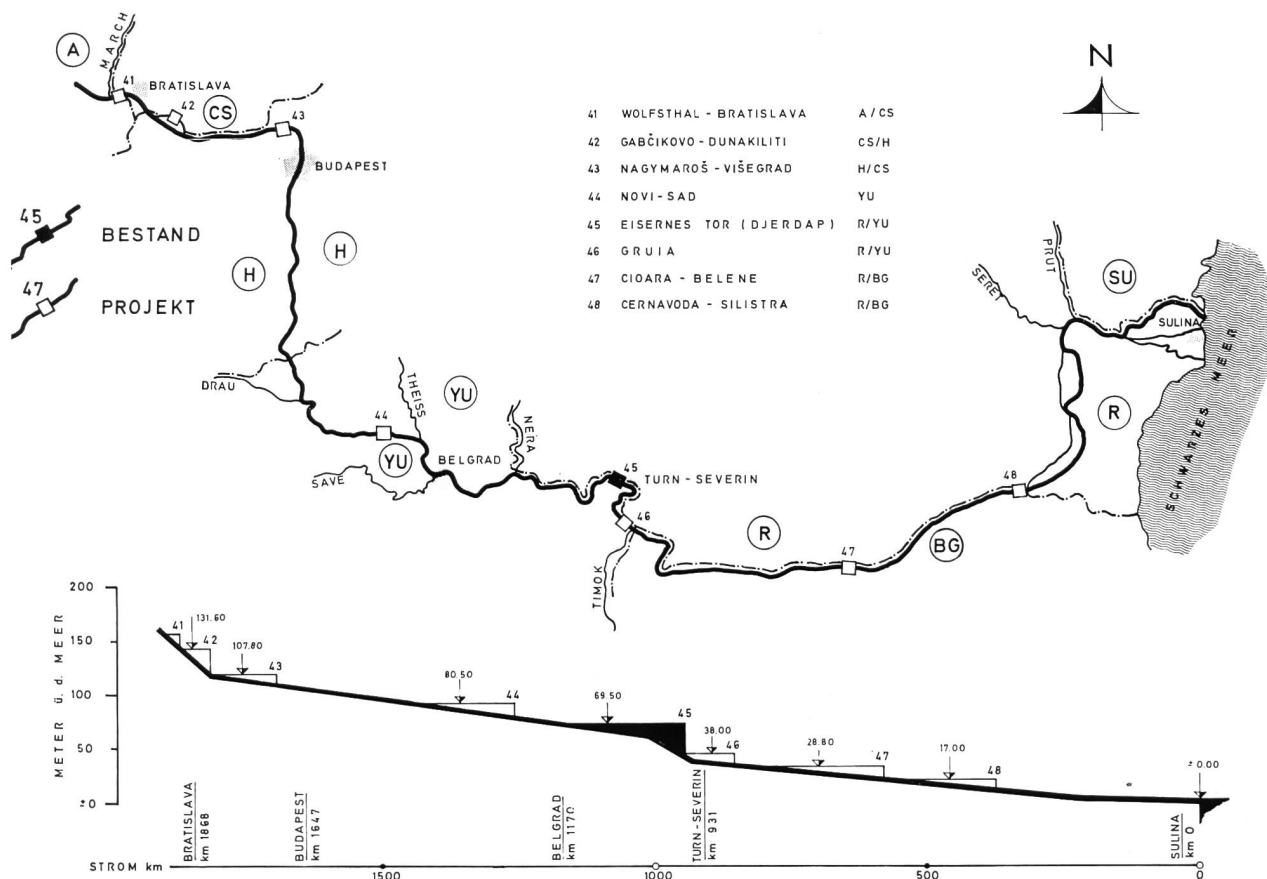 N
A
MARCH
41
BRATISLAVA
42
CS
43
BUDAPEST
H
H
45
BESTAND
47
PROJEKT
41 WOLFSTHAL - BRATISLAVA A/CS
42 GABČIKOVO - DUNAKILITI CS/H
43 NAGYMAROŠ - VIŠEGRAD H/CS
44 NOVI - SAD YU
45 EISERNES TOR (DJERDAP) R/YU
46 GRUIA R/YU
47 CIOARA - BELENE R/BG
48 CERNAVODA - SILISTRA R/BG
PRUT
SERET
SU
SULINA
R
SCHWARZES MEER
DRAU
44
THEISS
YU
YU
BELGRAD
SAVE
NERA
45
TURN - SEVERIN
46
TIMOK
R
47
BG
48
METER ü. d. MEER
200
150
100
50
±0
41
131.60
42
107.80
43
80.50
44
69.50
45
38.00
46
28.80
47
17.00
48
±0.00
BRATISLAVA
km 1868
BUDAPEST
km 1647
BELGRAD
km 1170
TURN - SEVERIN
km 931
SULINA
km 0
STROM km
1500
1000
500
0